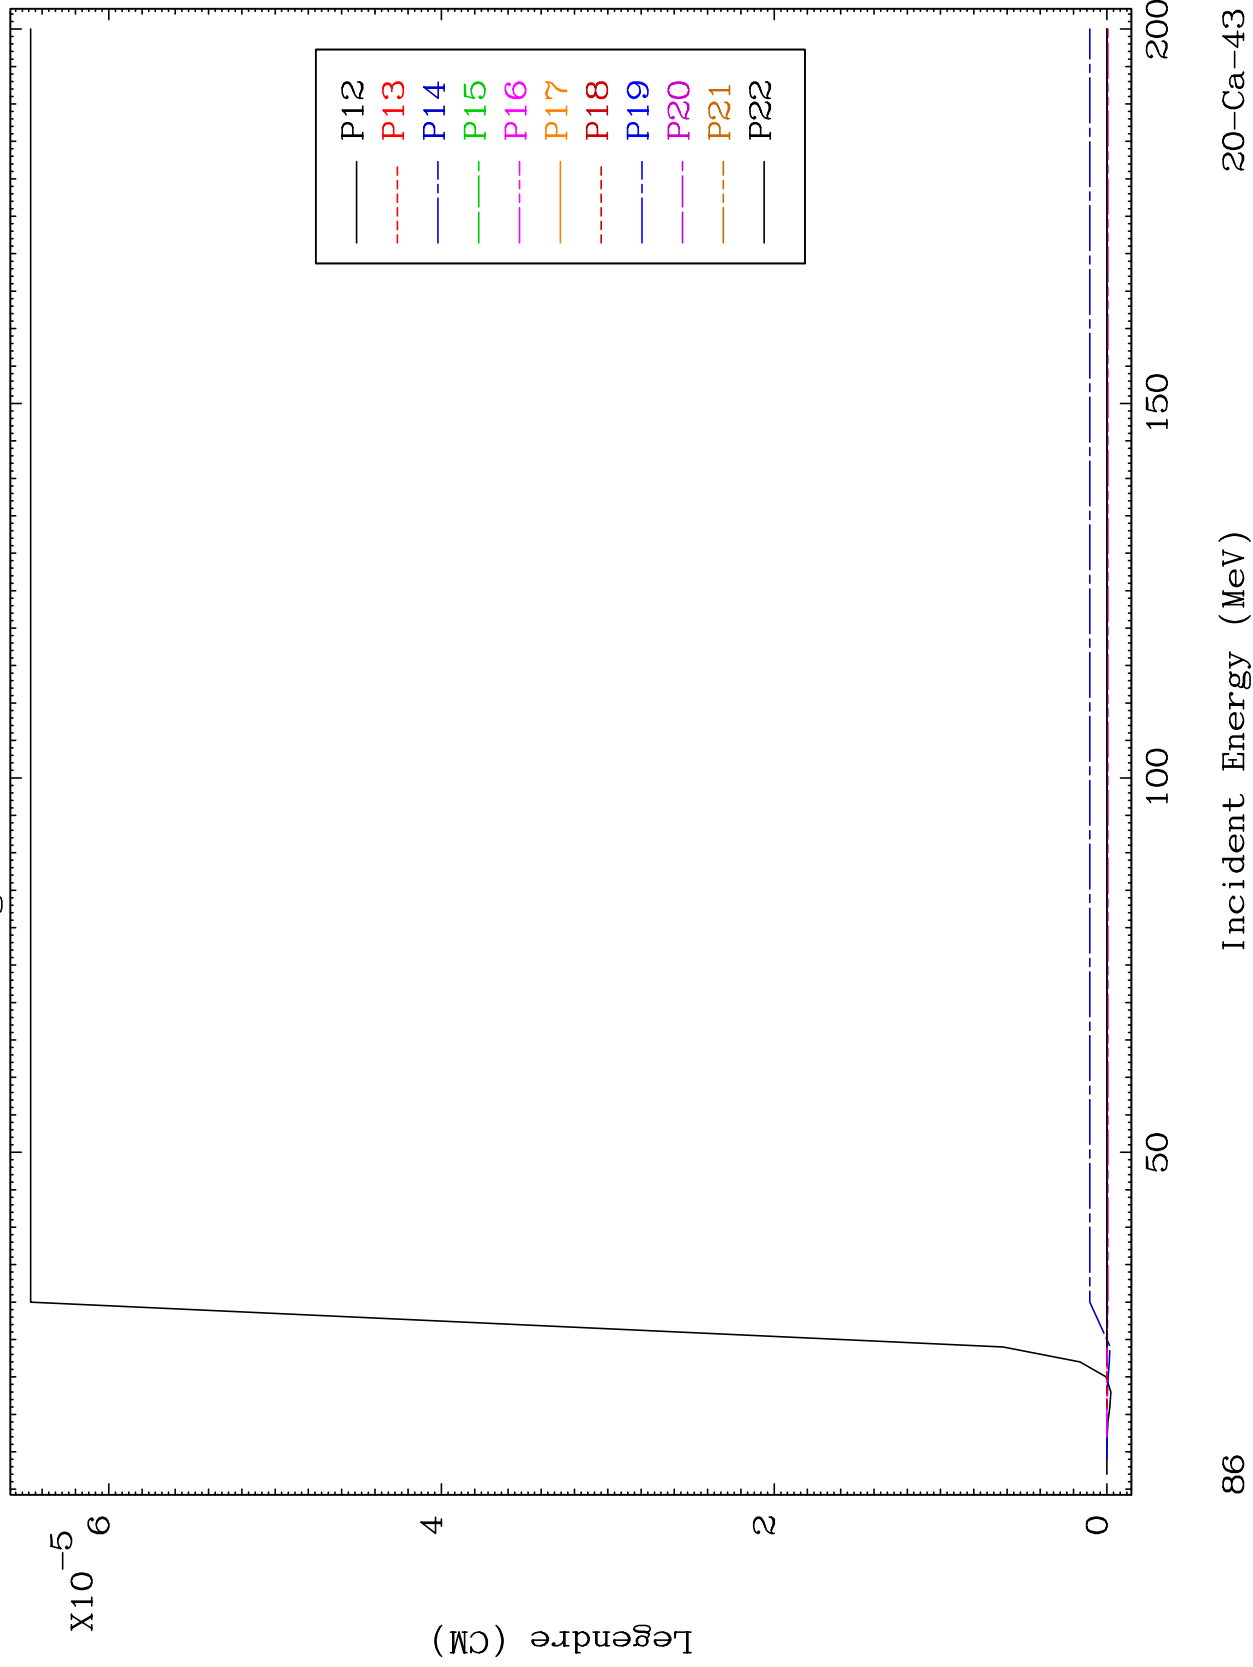 X10-5
6
4
2
0
Legendre (CM)
P12
P13
P14
P15
P16
P17
P18
P19
P20
P21
P22
50
100
150
200
Incident Energy (MeV)
86
20-Ca-43